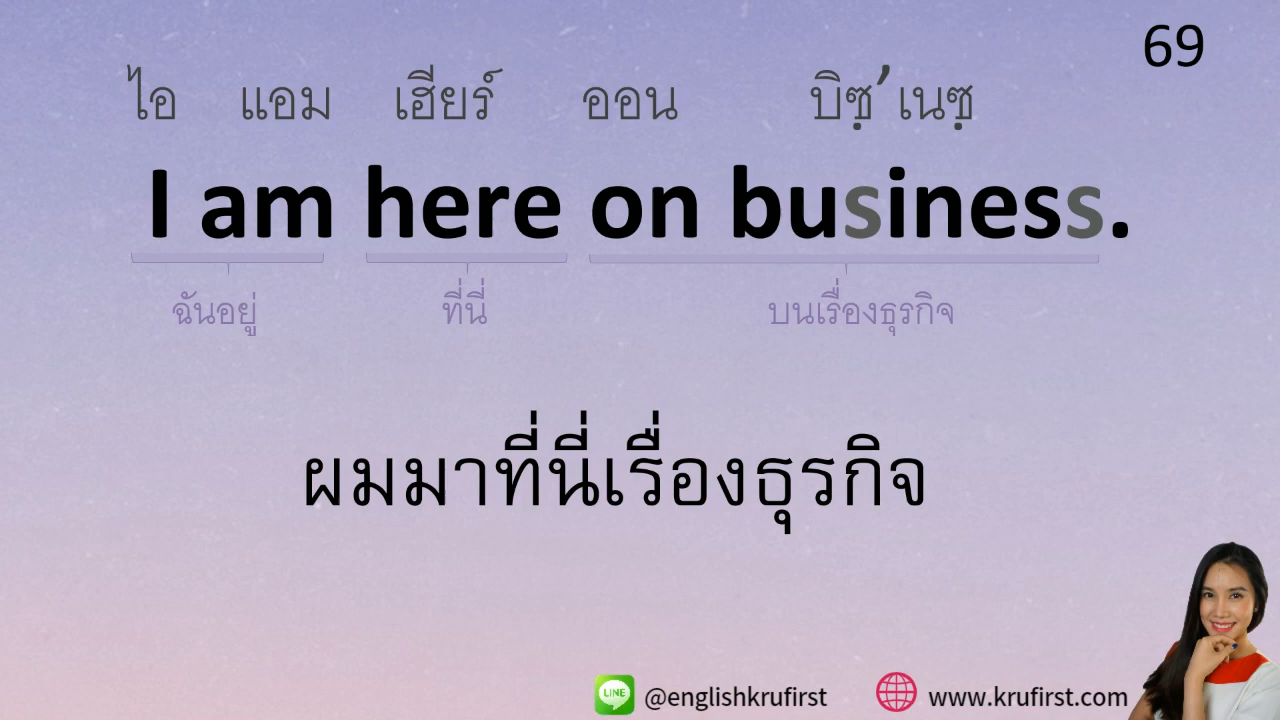 69
ไอ แอม เฮียร์ ออน บิซฺ’เนซฺ
I am here on business.
ฉันอยู่ ที่นี่ บนเรื่องธุรกิจ
ผมมาที่นี่เรื่องธุรกิจ
LINE @englishkrufirst www.krufirst.com